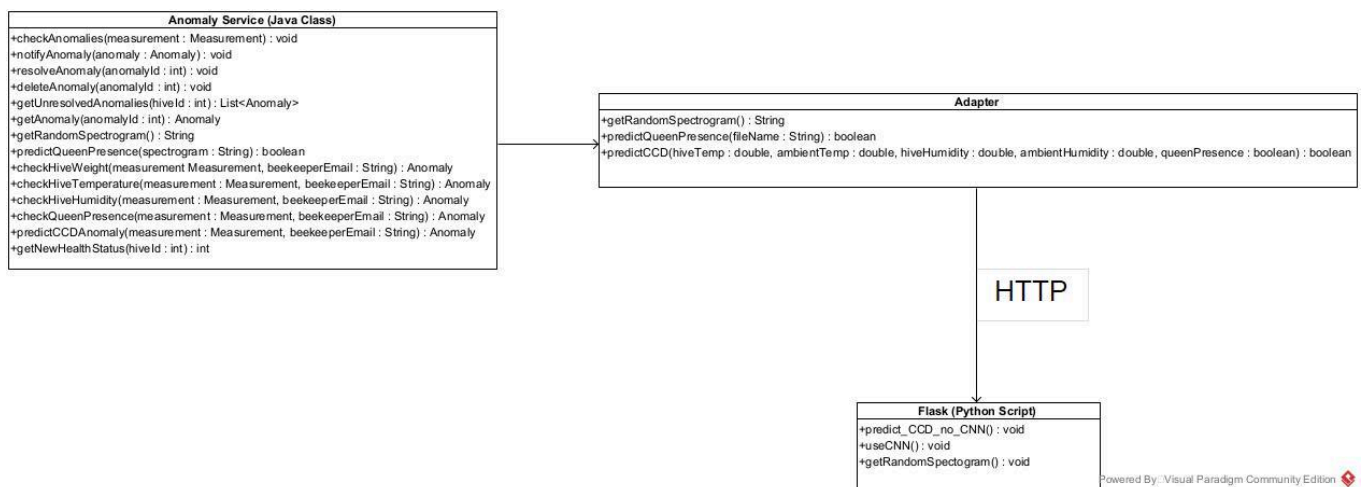 Anomaly Service (Java Class)
+checkAnomalies(measurement : Measurement) : void
+notifyAnomaly(anomaly : Anomaly) : void
+resolveAnomaly(anomalyId : int) : void
+deleteAnomaly(anomalyId : int) : void
+getUnresolvedAnomalies(hiveId : int) : List<Anomaly>
+getAnomaly(anomalyId : int) : Anomaly
+getRandomSpectrogram() : String
+predictQueenPresence(spectrogram : String) : boolean
+checkHiveWeight(measurement Measurement, beekeeperEmail : String) : Anomaly
+checkHiveTemperature(measurement : Measurement, beekeeperEmail : String) : Anomaly
+checkHiveHumidity(measurement : Measurement, beekeeperEmail : String) : Anomaly
+checkQueenPresence(measurement : Measurement, beekeeperEmail : String) : Anomaly
+predictCCDAnomaly(measurement : Measurement, beekeeperEmail : String) : Anomaly
+getNewHealthStatus(hiveId : int) : int
Adapter
+getRandomSpectrogram() : String
+predictQueenPresence(fileName : String) : boolean
+predictCCD(hiveTemp : double, ambientTemp : double, hiveHumidity : double, ambientHumidity : double, queenPresence : boolean) : boolean
HTTP
Flask (Python Script)
+predict_CCD_no_CNN() : void
+useCNN() : void
+getRandomSpectogram() : void
Powered By Visual Paradigm Community Edition